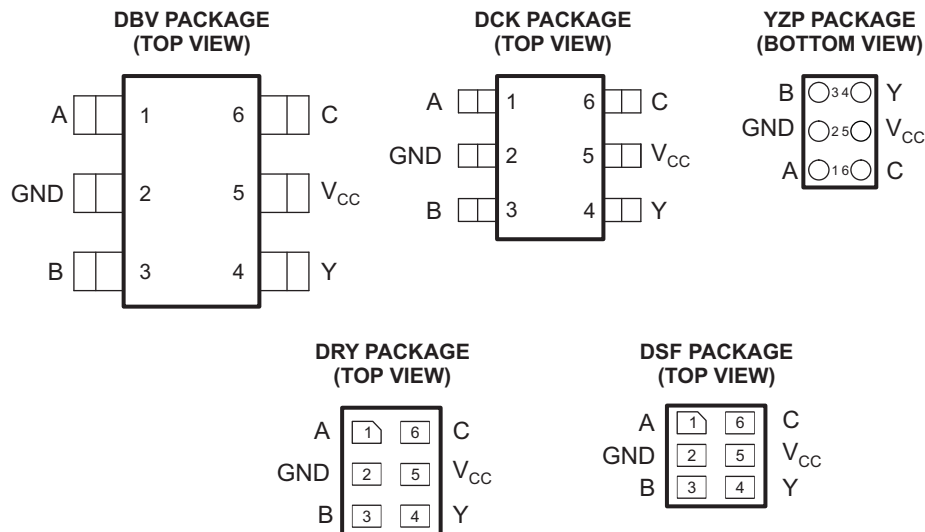 DBV PACKAGE
(TOP VIEW)
A 1 6 C
GND 2 5 VCC
B 3 4 Y
DCK PACKAGE
(TOP VIEW)
A 1 6 C
GND 2 5 VCC
B 3 4 Y
YZP PACKAGE
(BOTTOM VIEW)
B 3 4 Y
GND 2 5 VCC
A 1 6 C
DRY PACKAGE
(TOP VIEW)
A 1 6 C
GND 2 5 VCC
B 3 4 Y
DSF PACKAGE
(TOP VIEW)
A 1 6 C
GND 2 5 VCC
B 3 4 Y